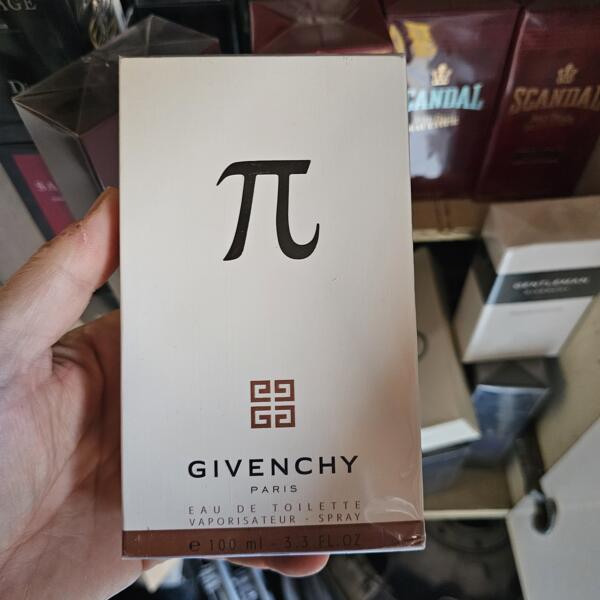 SCANDAL
SCANDAL
π
GIVENCHY
PARIS
EAU DE TOILETTE
VAPORISATEUR - SPRAY
e 100 ml - 3.3 FL.OZ
GENTLEMAN
GIVENCHY